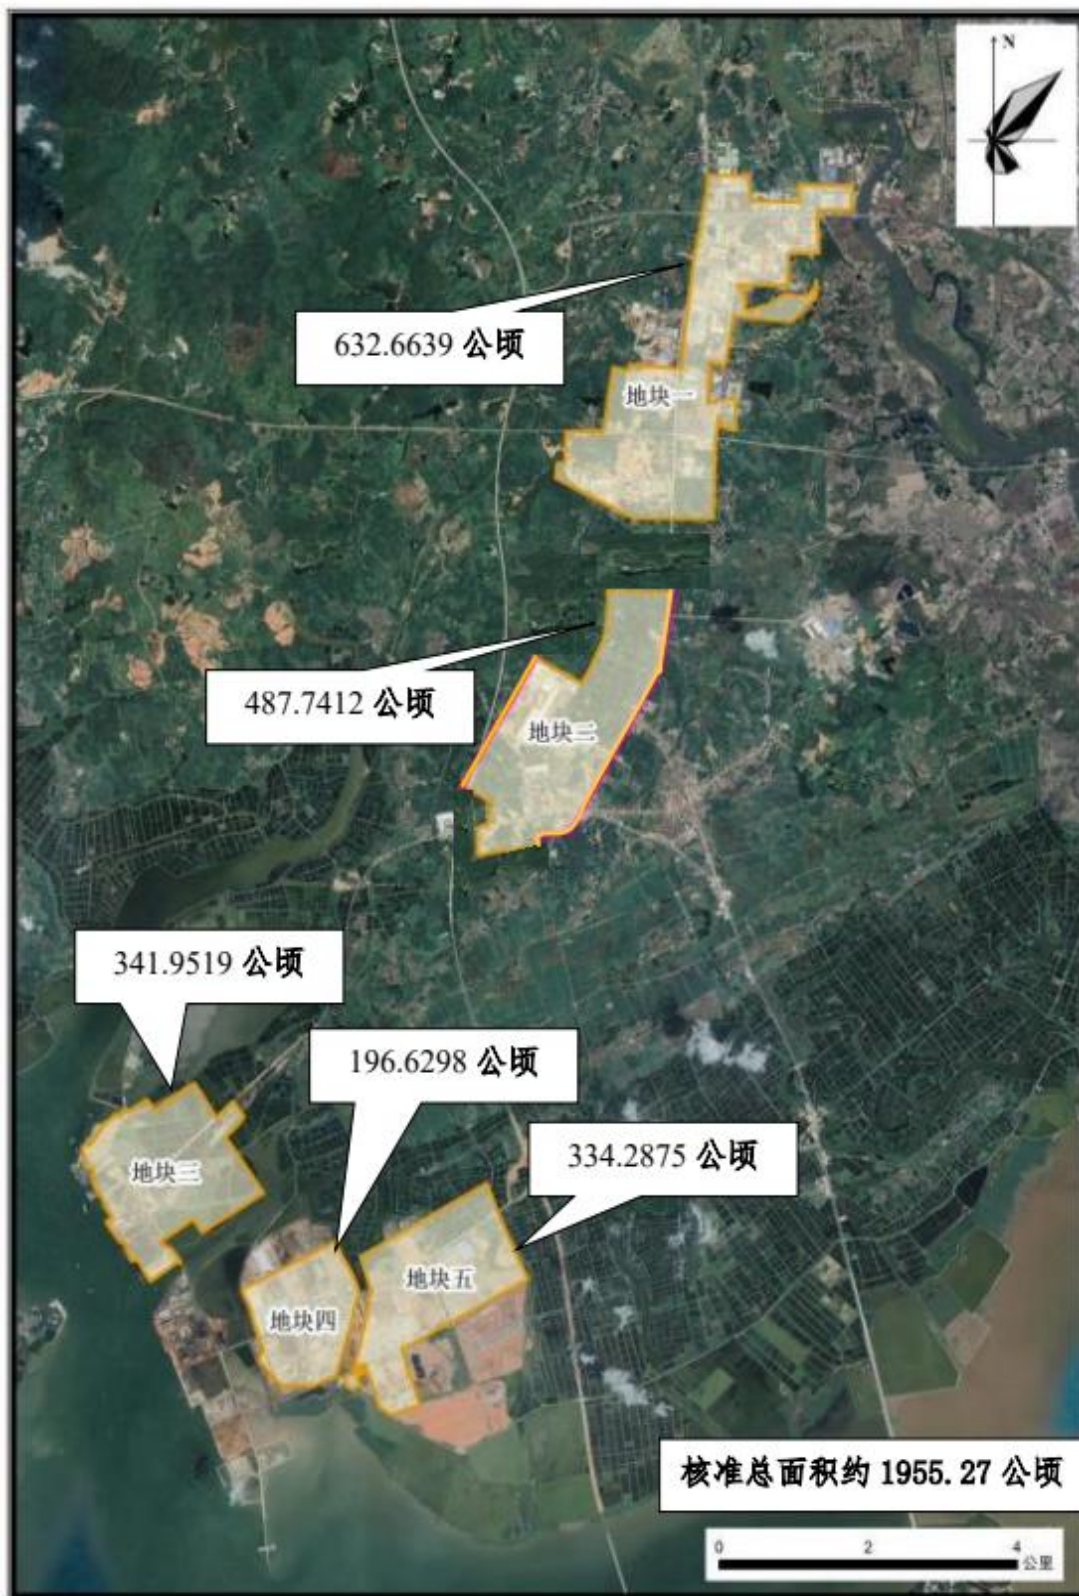 N
632.6639 公顷
地块一
487.7412 公顷
地块二
341.9519 公顷
196.6298 公顷
334.2875 公顷
地块三
地块五
地块四
核准总面积约 1955.27 公顷
0 2 4
公里